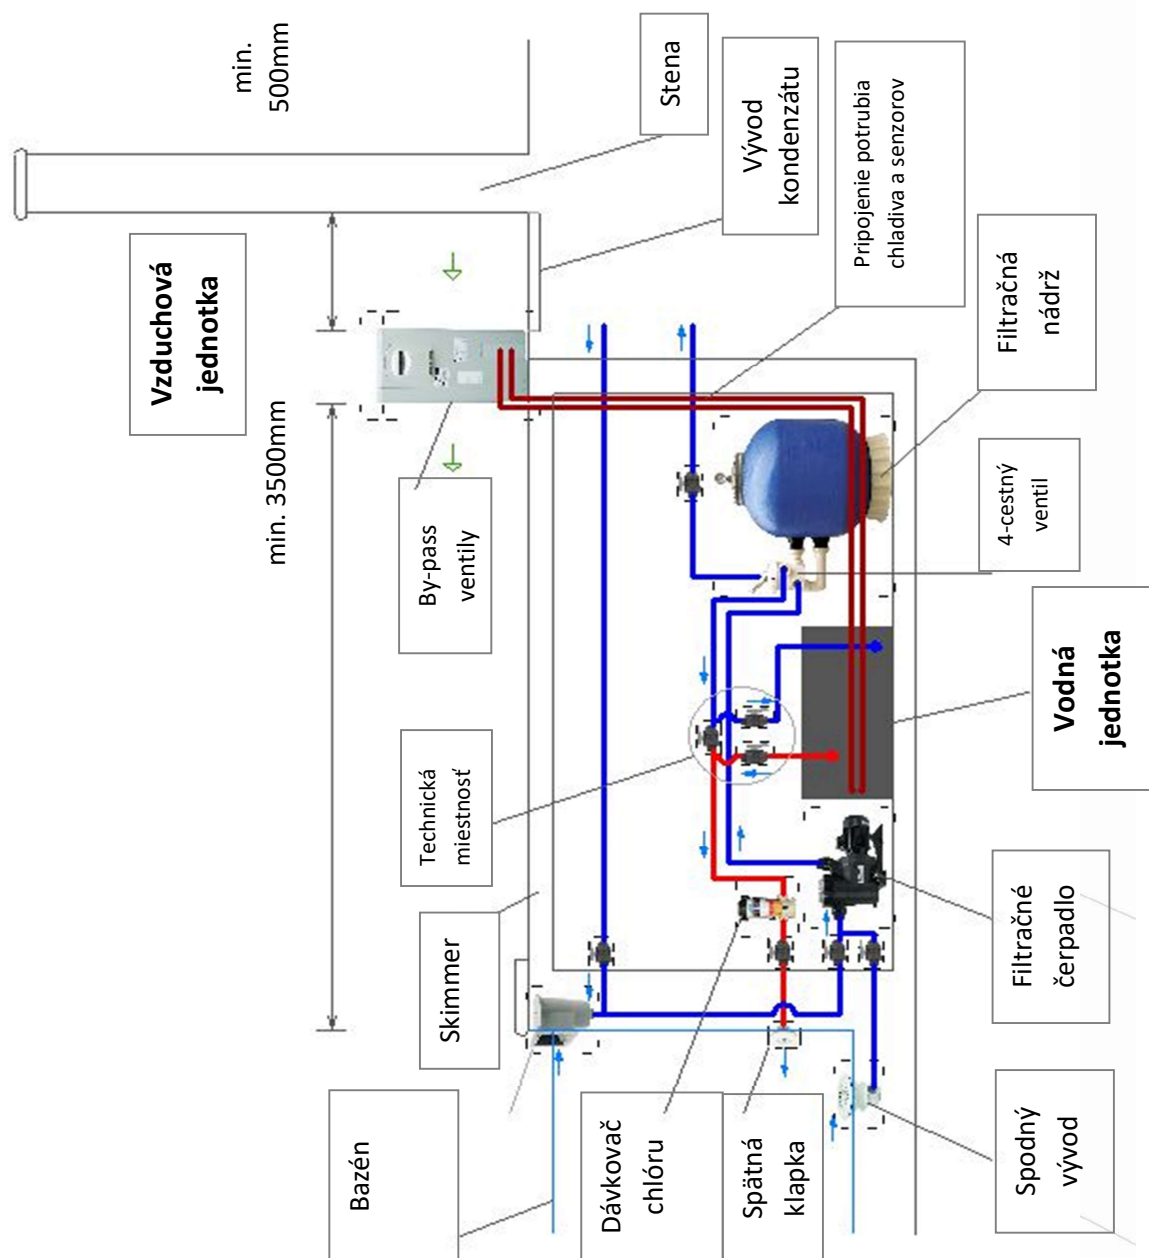 min.
500mm
Stena
Vývod
kondenzátu
Pripojenie potrubia
chladiva a senzorov
Filtračná
nádrž
Vzduchová
jednotka
min. 3500mm
By-pass
ventily
4-cestný
ventil
Vodná
jednotka
Technická
miestnosť
Skimmer
Filtračné
čerpadlo
Bazén
Dávkovač
chlóru
Spätná
klapka
Spodný
vývod